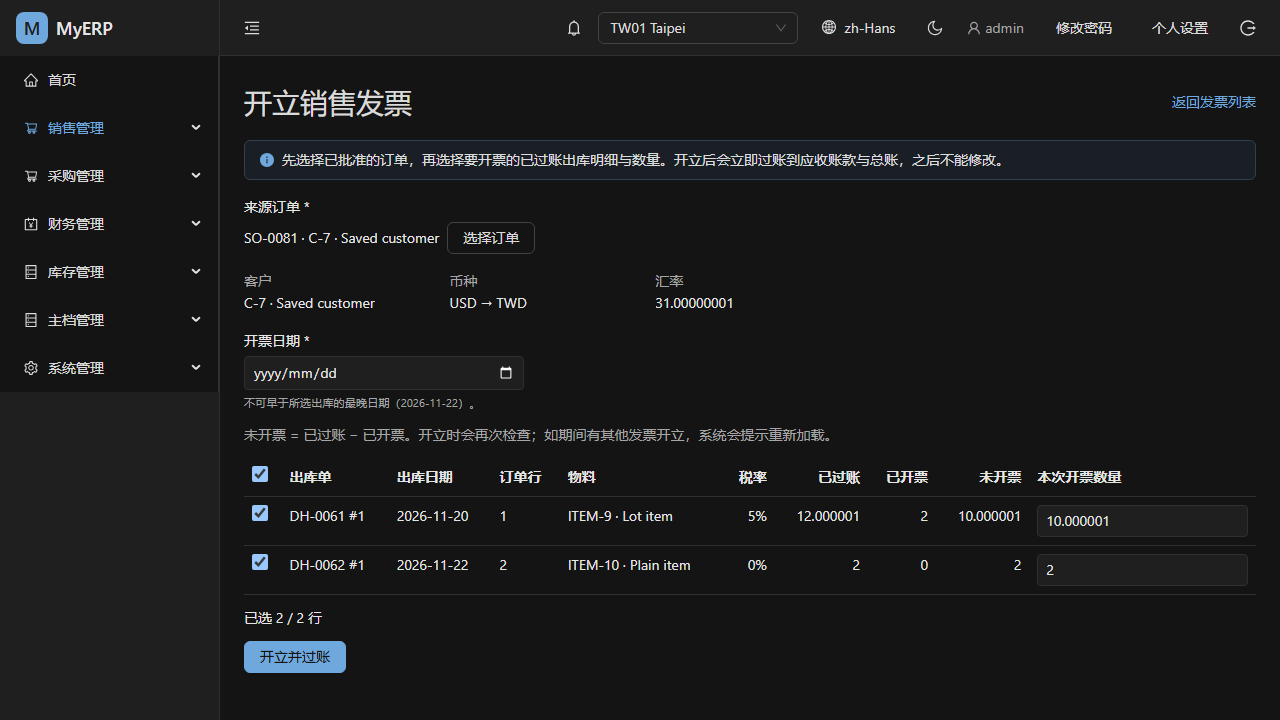 M MyERP
TW01 Taipei
zh-Hans
admin
修改密码
个人设置
首页
销售管理
采购管理
财务管理
库存管理
主档管理
系统管理
开立销售发票
返回发票列表
先选择已批准的订单，再选择要开票的已过账出库明细与数量。开立后会立即过账到应收账款与总账，之后不能修改。
来源订单 *
SO-0081 · C-7 · Saved customer 选择订单
客户 币种 汇率
C-7 · Saved customer USD → TWD 31.00000001
开票日期 *
yyyy/mm/dd
不可早于所选出库的最晚日期（2026-11-22）。
未开票 = 已过账 − 已开票。开立时会再次检查；如期间有其他发票开立，系统会提示重新加载。
出库单 出库日期 订单行 物料 税率 已过账 已开票 未开票 本次开票数量
DH-0061 #1 2026-11-20 1 ITEM-9 · Lot item 5% 12.000001 2 10.000001 10.000001
DH-0062 #1 2026-11-22 2 ITEM-10 · Plain item 0% 2 0 2 2
已选 2 / 2 行
开立并过账